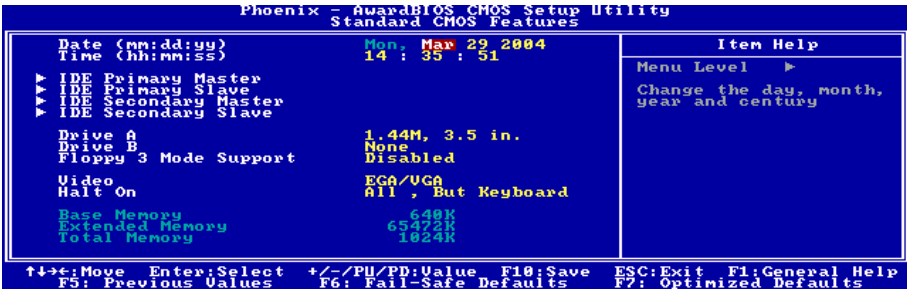 Phoenix - AwardBIOS CMOS Setup Utility
Standard CMOS Features
Date (mm:dd:yy) Mon, Mar 29 2004
Time (hh:mm:ss) 14 : 35 : 51
► IDE Primary Master
► IDE Primary Slave
► IDE Secondary Master
► IDE Secondary Slave
Drive A 1.44M, 3.5 in.
Drive B None
Floppy 3 Mode Support Disabled
Video EGA/VGA
Halt On All , But Keyboard
Base Memory 640K
Extended Memory 65472K
Total Memory 1024K
Item Help
Menu Level ►
Change the day, month,
year and century
↑↓→←:Move Enter:Select +/-/PU/PD:Value F10:Save ESC:Exit F1:General Help
F5: Previous Values F6: Fail-Safe Defaults F7: Optimized Defaults